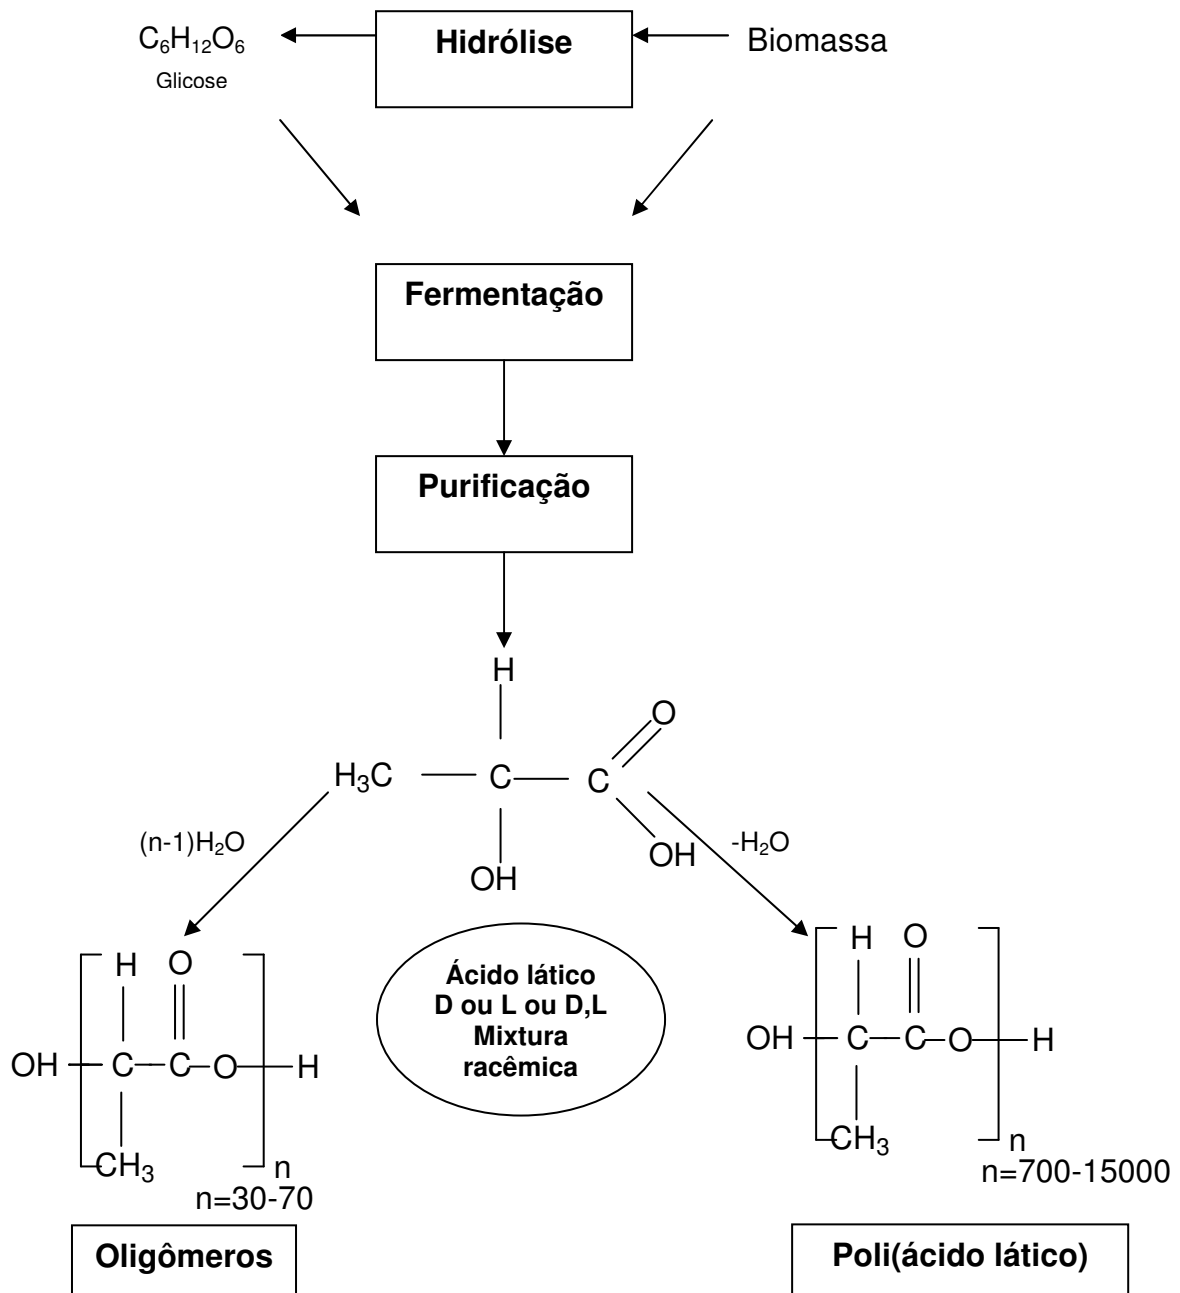 C₆H₁₂O₆
Glicose
Hidrólise
Biomassa
Fermentação
Purificação
H
O
H₃C
C
C
OH
OH
(n-1)H₂O
-H₂O
Ácido lático
D ou L ou D,L
Mixtura
racêmica
H O
OH C C O H
CH₃
n
n=30-70
Oligômeros
H O
OH C C O H
CH₃
n
n=700-15000
Poli(ácido lático)